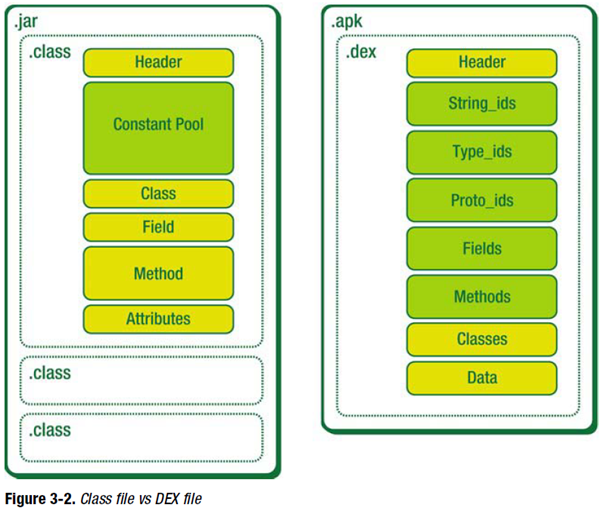 .jar
.class
Header
Constant Pool
Class
Field
Method
Attributes
.class
.class
.apk
.dex
Header
String_ids
Type_ids
Proto_ids
Fields
Methods
Classes
Data
Figure 3-2. Class file vs DEX file